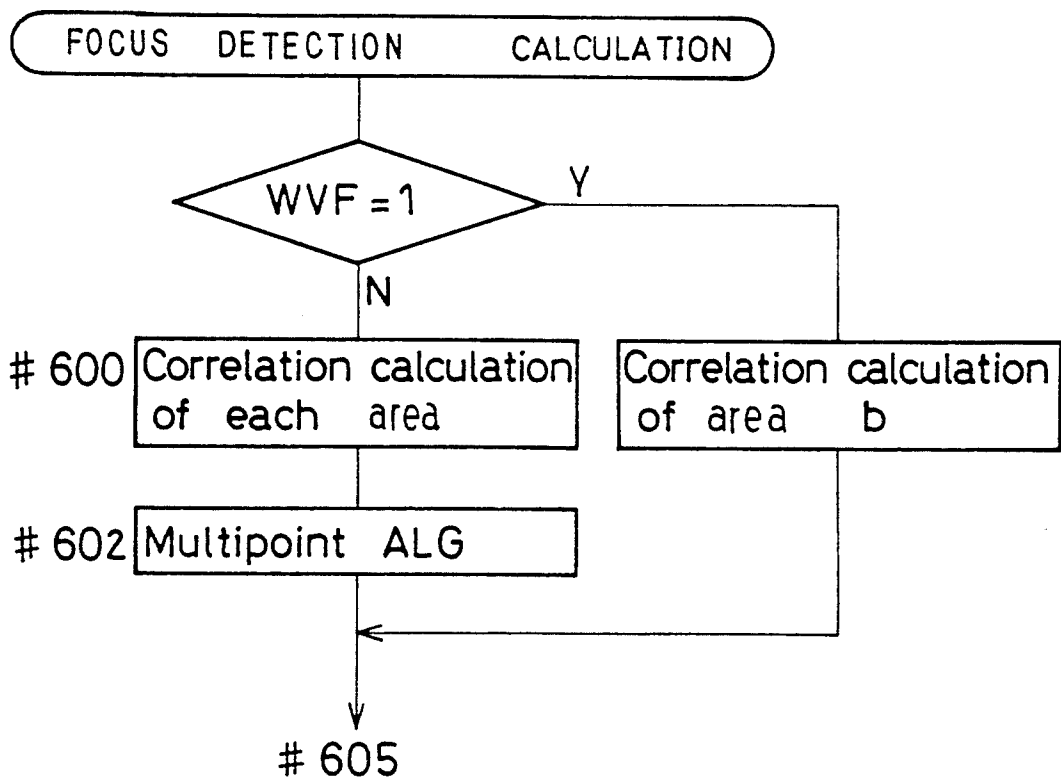 FOCUS DETECTION CALCULATION
WVF = 1
Y
N
# 600
Correlation calculation
of each area
Correlation calculation
of area b
# 602
Multipoint ALG
# 605